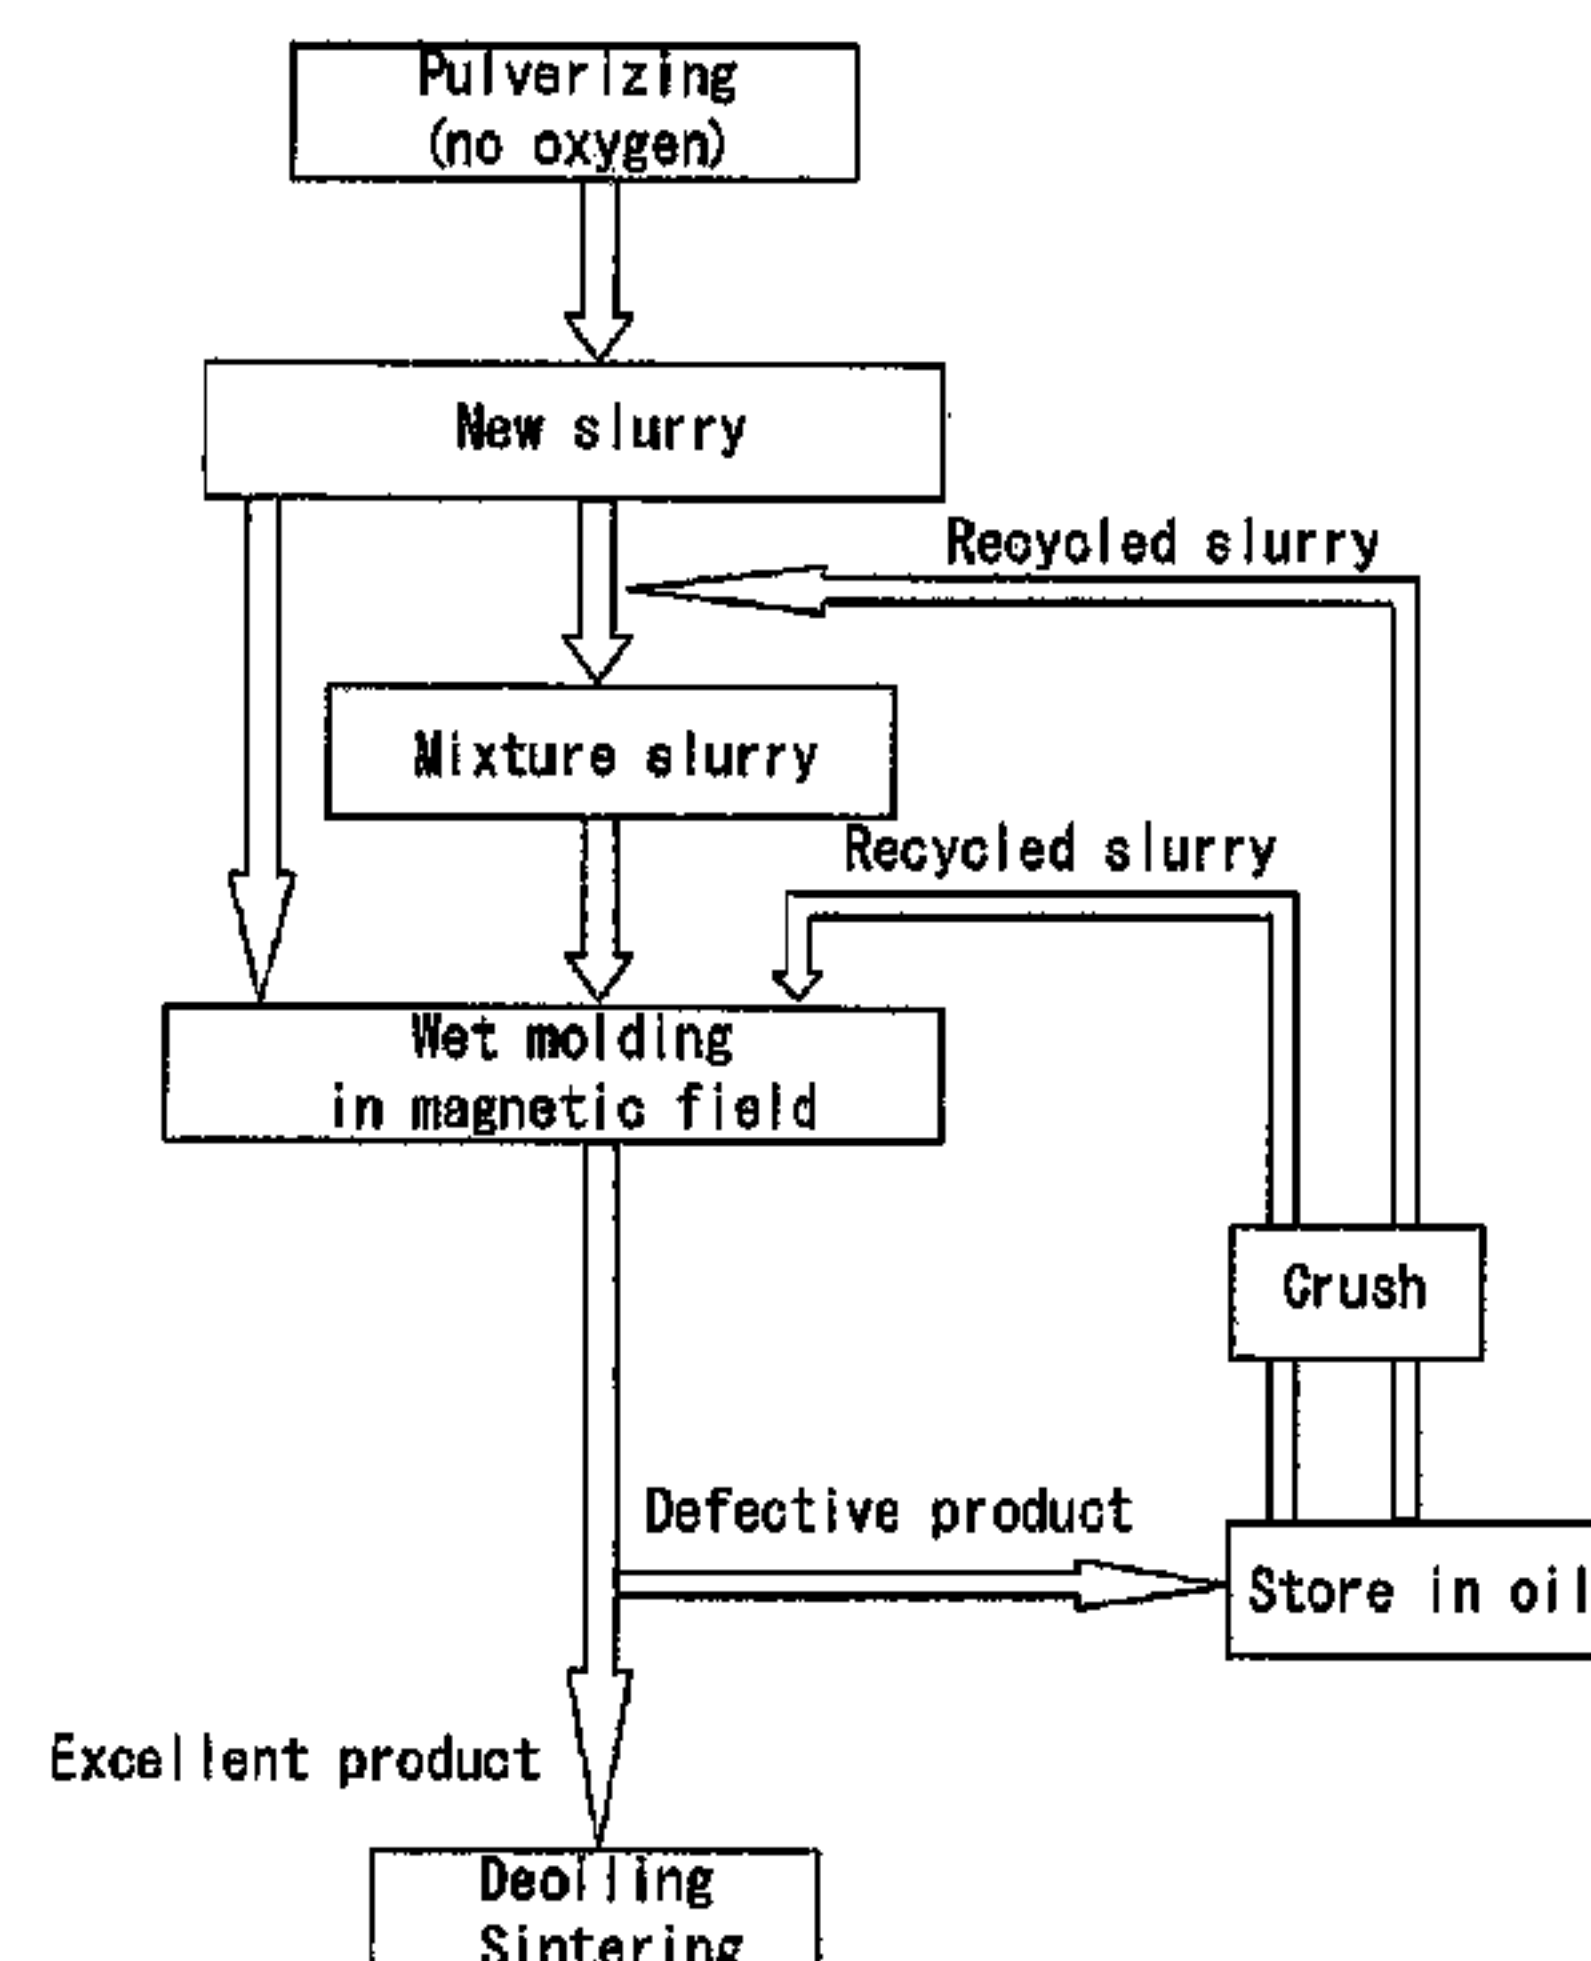 Pulverizing
(no oxygen)
New slurry
Recycled slurry
Mixture slurry
Recycled slurry
Wet molding
in magnetic field
Crush
Defective product
Store in oil
Excellent product
Deoiling
Sintering